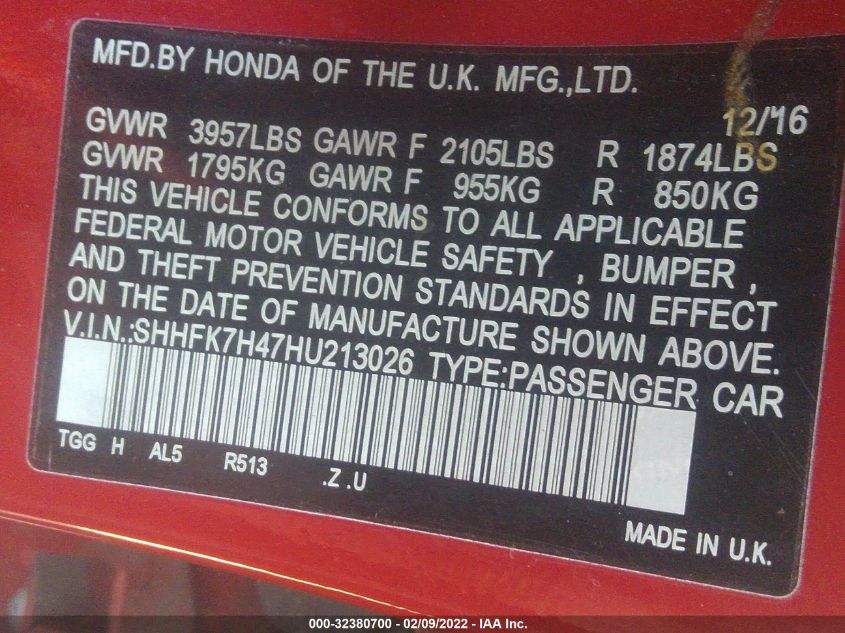 MFD.BY HONDA OF THE U.K. MFG.,LTD.
12/16
GVWR 3957LBS GAWR F 2105LBS R 1874LBS
GVWR 1795KG GAWR F 955KG R 850KG
THIS VEHICLE CONFORMS TO ALL APPLICABLE
FEDERAL MOTOR VEHICLE SAFETY , BUMPER ,
AND THEFT PREVENTION STANDARDS IN EFFECT
ON THE DATE OF MANUFACTURE SHOWN ABOVE.
V.I.N.:SHHFK7H47HU213026 TYPE:PASSENGER CAR
TGG H AL5 R513 .Z .U
MADE IN U.K.
000-32380700 - 02/09/2022 - IAA Inc.